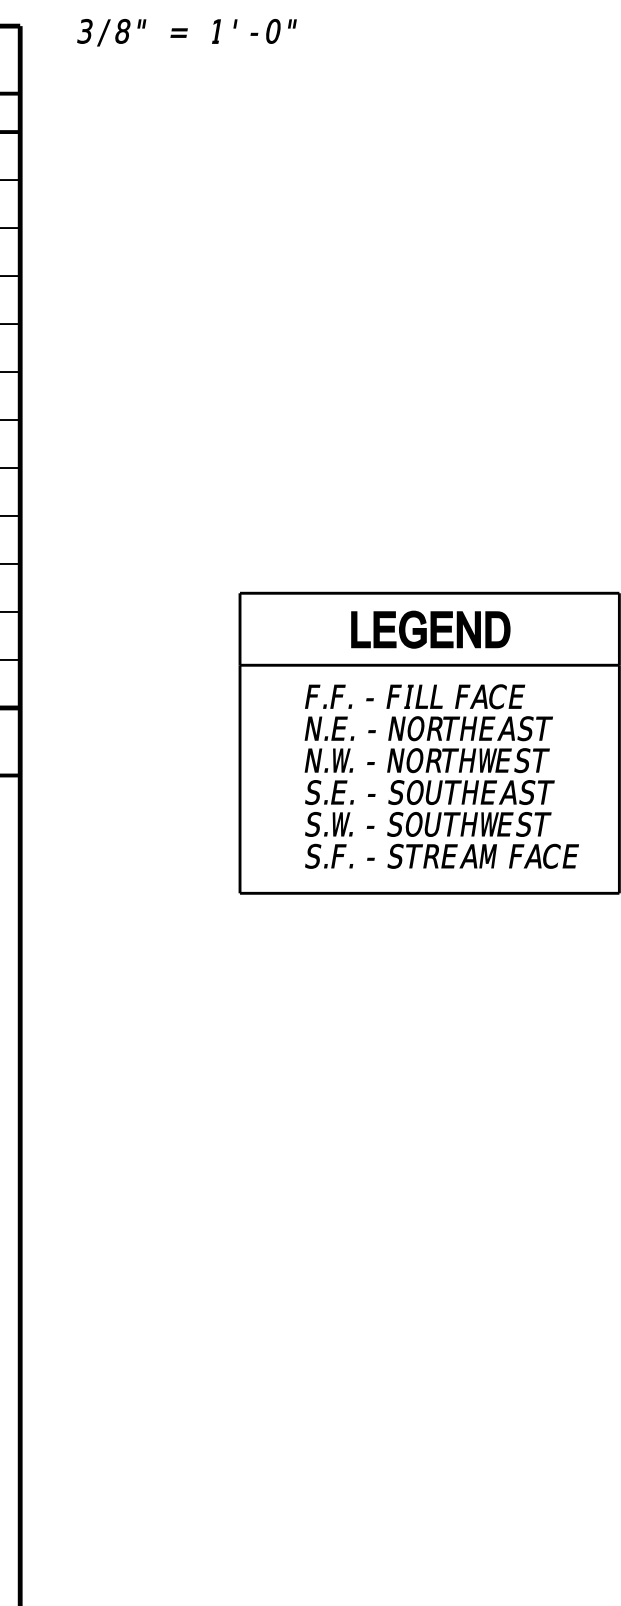 3/8" = 1'-0"
LEGEND
F.F. - FILL FACE
N.E. - NORTHEAST
N.W. - NORTHWEST
S.E. - SOUTHEAST
S.W. - SOUTHWEST
S.F. - STREAM FACE